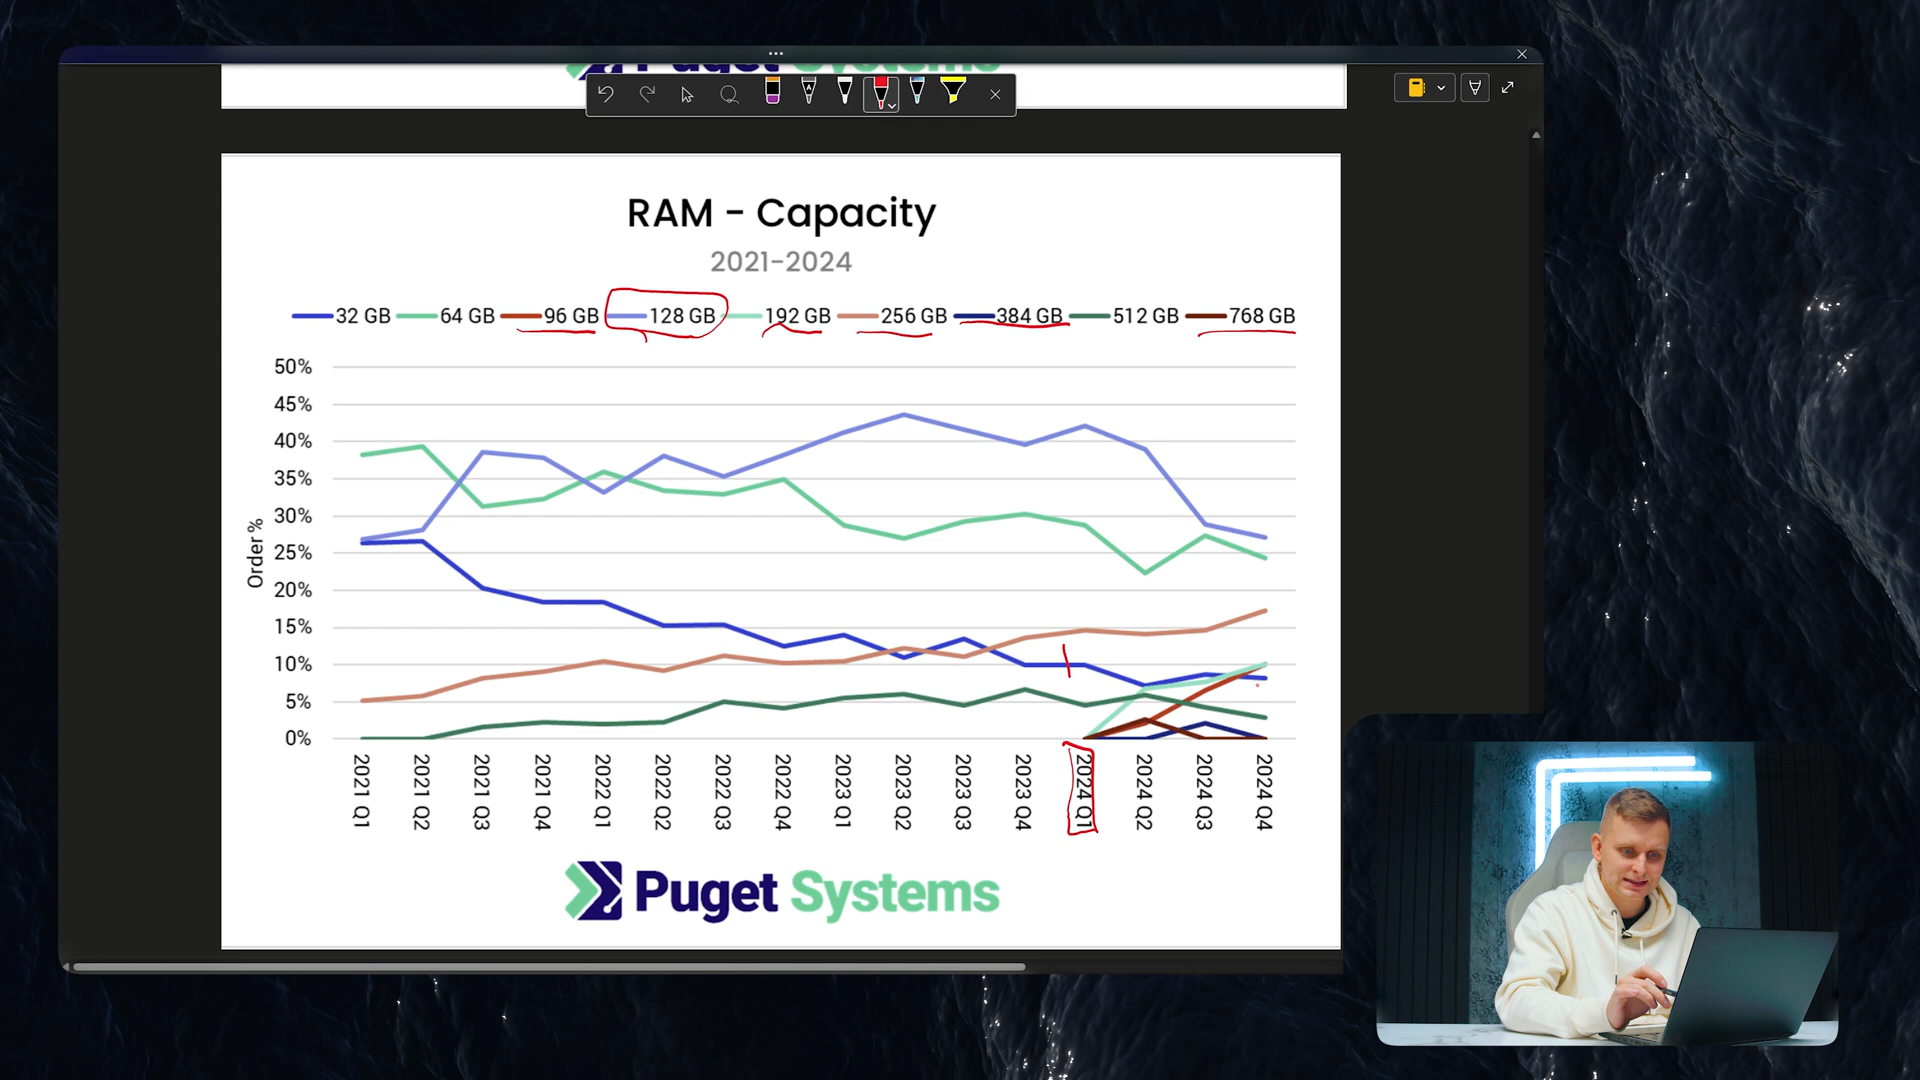 RAM - Capacity
2021-2024
32 GB 64 GB 96 GB 128 GB 192 GB 256 GB 384 GB 512 GB 768 GB
50%
45%
40%
35%
30%
25%
20%
15%
10%
5%
0%
Order %
2021 Q1
2021 Q2
2021 Q3
2021 Q4
2022 Q1
2022 Q2
2022 Q3
2022 Q4
2023 Q1
2023 Q2
2023 Q3
2023 Q4
2024 Q1
2024 Q2
2024 Q3
2024 Q4
Puget Systems